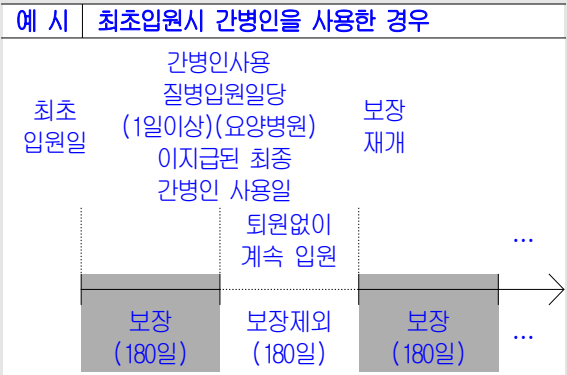 예 시 최초입원시 간병인을 사용한 경우
최초
입원일
간병인사용
질병입원일당
(1일이상)(요양병원)
이지급된 최종
간병인 사용일
보장
재개
퇴원없이
계속 입원
...
보장
(180일)
보장제외
(180일)
보장
(180일)
...